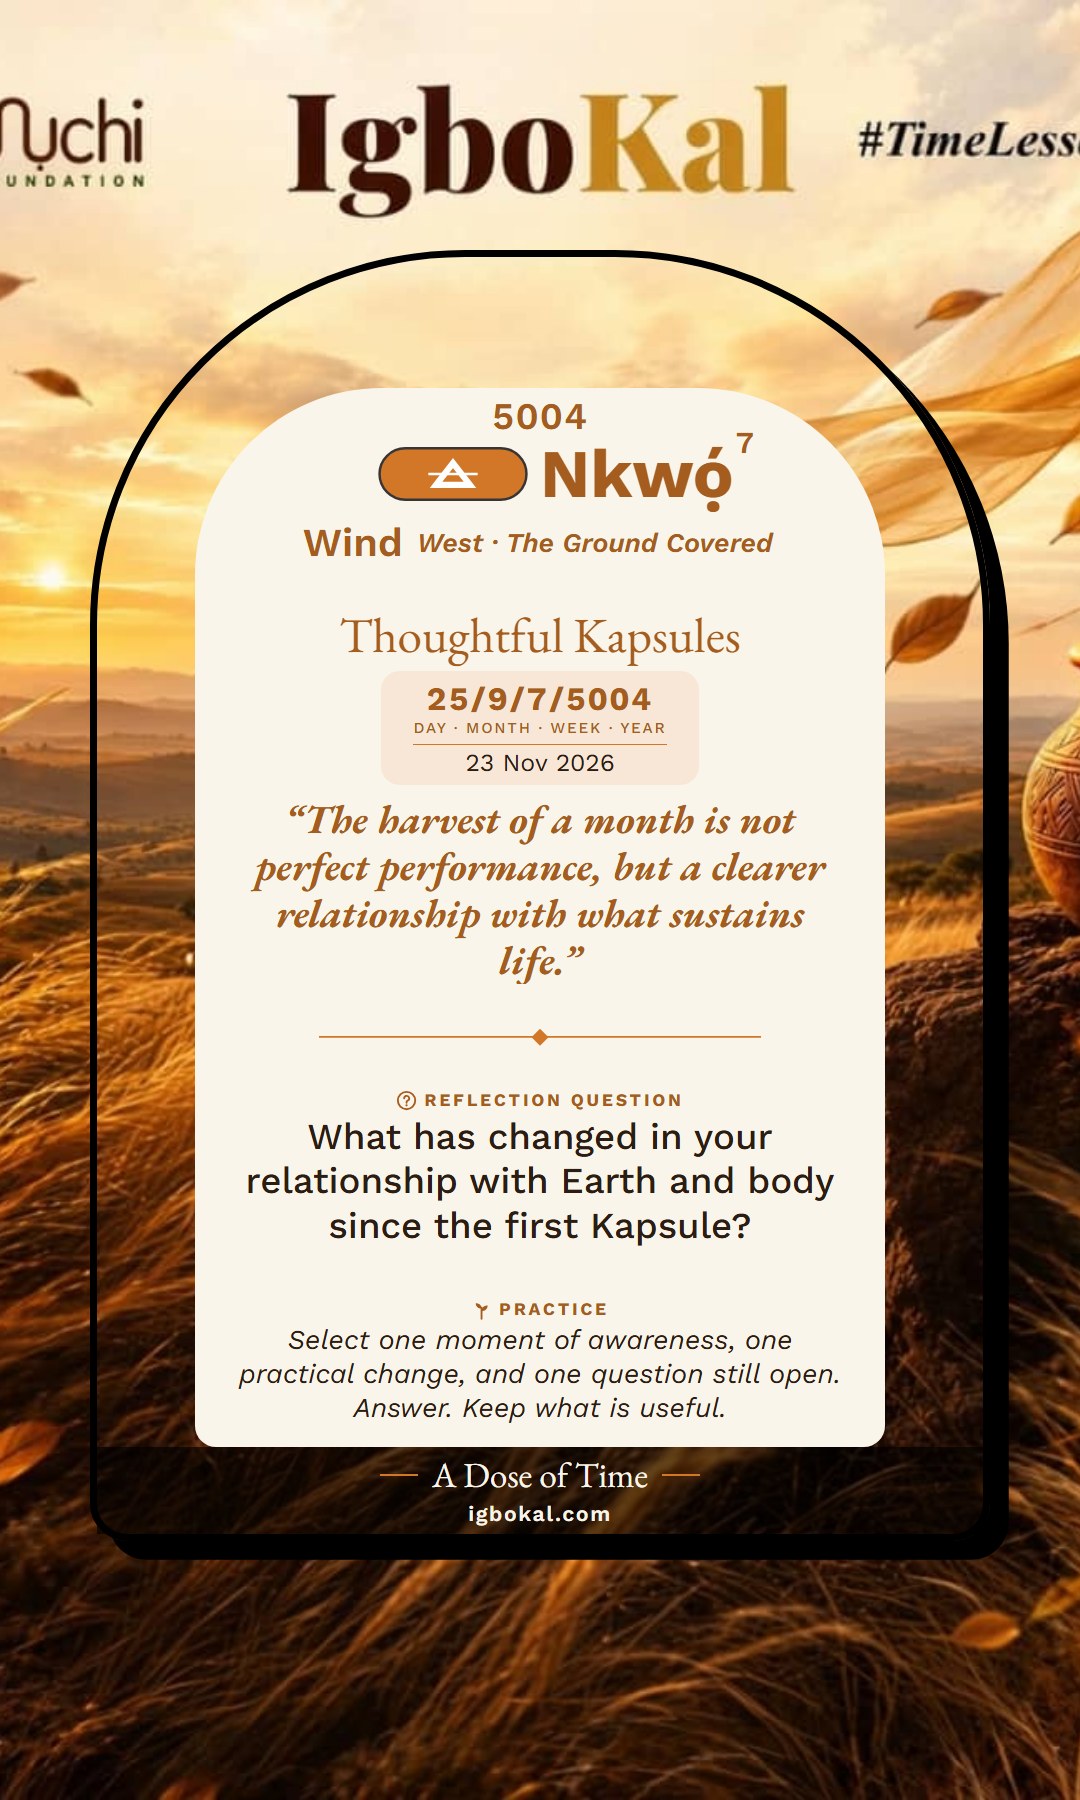 ụchi
UNDATION
IgboKal
#TimeLess
5004
Nkwọ́ 7
Wind West · The Ground Covered
Thoughtful Kapsules
25/9/7/5004
DAY · MONTH · WEEK · YEAR
23 Nov 2026
“The harvest of a month is not
perfect performance, but a clearer
relationship with what sustains
life.”
REFLECTION QUESTION
What has changed in your
relationship with Earth and body
since the first Kapsule?
PRACTICE
Select one moment of awareness, one
practical change, and one question still open.
Answer. Keep what is useful.
A Dose of Time
igbokal.com